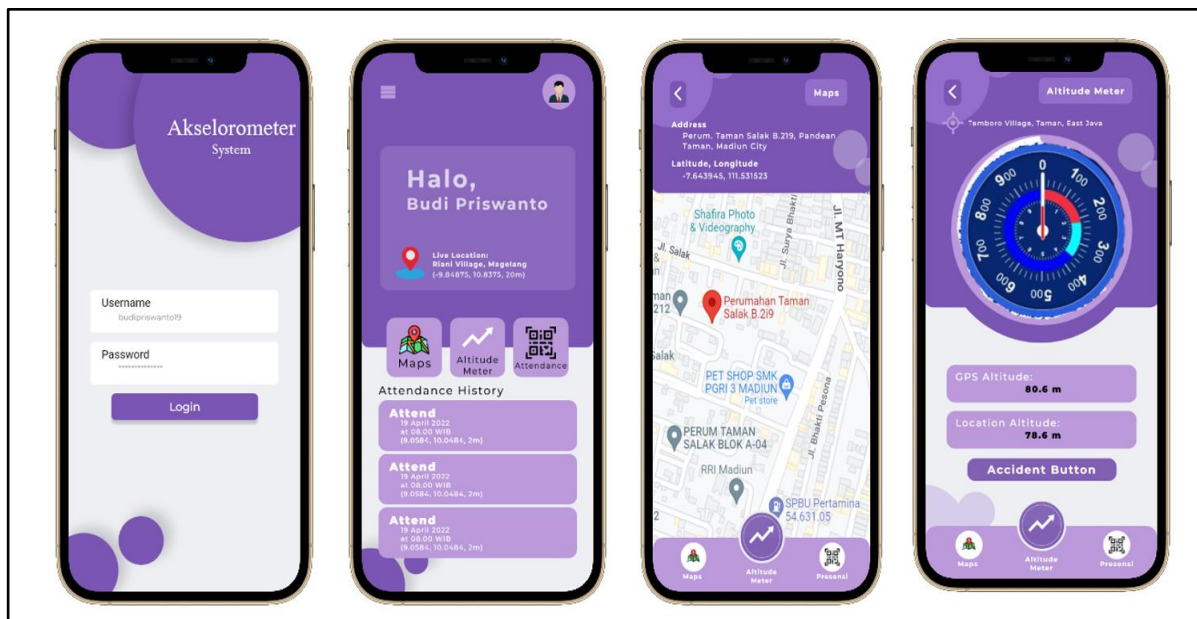 Akselorometer
System
Username
budipriswanto19
Password
Login
Halo,
Budi Priswanto
Live Location:
Riani Village, Magelang
(-9.84875, 10.8375, 20m)
Maps
Altitude
Meter
Attendance
Attendance History
Attend
19 April 2022
at 08.00 WIB
(9.0584, 10.0484, 2m)
Attend
19 April 2022
at 08.00 WIB
(9.0584, 10.0484, 2m)
Attend
19 April 2022
at 08.00 WIB
(9.0584, 10.0484, 2m)
Maps
Address
Perum. Taman Salak B.219, Pandean
Taman, Madiun City
Latitude, Longitude
-7.643945, 111.531523
Shafira Photo
& Videography
Jl. Surya Bhakti
Jl. MT Haryono
Jl. Salak
&
man
212
Perumahan Taman
Salak B.2i9
Salak
PET SHOP SMK
PGRI 3 MADIUN
Pet store
Jl. Bhakti Pesona
PERUM TAMAN
SALAK BLOK A-04
RRI Madiun
SPBU Pertamina
54.631.05
2
Maps
Altitude
Meter
Presensi
Altitude Meter
Temboro Village, Taman, East Java
0
100
200
300
400
500
600
700
800
900
GPS Altitude:
80.6 m
Location Altitude:
78.6 m
Accident Button
Maps
Altitude
Meter
Presensi